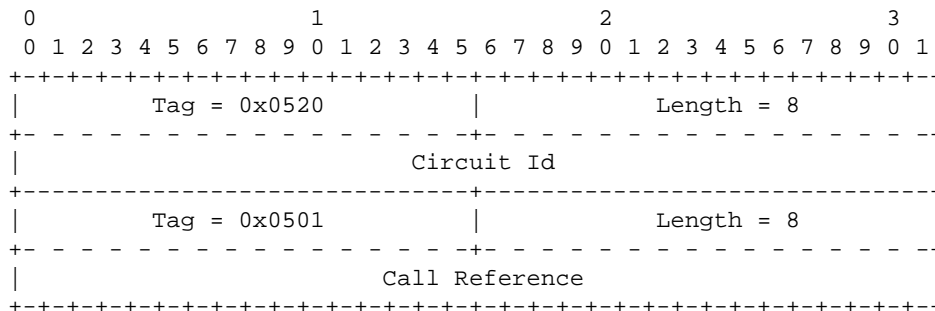 0                   1                   2                   3
 0 1 2 3 4 5 6 7 8 9 0 1 2 3 4 5 6 7 8 9 0 1 2 3 4 5 6 7 8 9 0 1
+-+-+-+-+-+-+-+-+-+-+-+-+-+-+-+-+-+-+-+-+-+-+-+-+-+-+-+-+-+-+-+-
|         Tag = 0x0520          |            Length = 8
+- - - - - - - - - - - - - - - -+- - - - - - - - - - - - - - - - -
|                          Circuit Id
+-------------------------------+--------------------------------
|         Tag = 0x0501          |            Length = 8
+- - - - - - - - - - - - - - - -+- - - - - - - - - - - - - - - - -
|                        Call Reference
+-+-+-+-+-+-+-+-+-+-+-+-+-+-+-+-+-+-+-+-+-+-+-+-+-+-+-+-+-+-+-+-